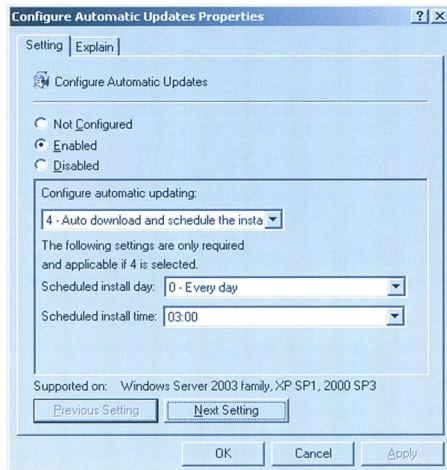 Configure Automatic Updates Properties
Setting
Explain
Configure Automatic Updates
Not Configured
Enabled
Disabled
Configure automatic updating:
4 - Auto download and schedule the insta
The following settings are only required
and applicable if 4 is selected.
Scheduled install day: 0 - Every day
Scheduled install time: 03:00
Supported on: Windows Server 2003 family, XP SP1, 2000 SP3
Previous Setting
Next Setting
OK
Cancel
Apply